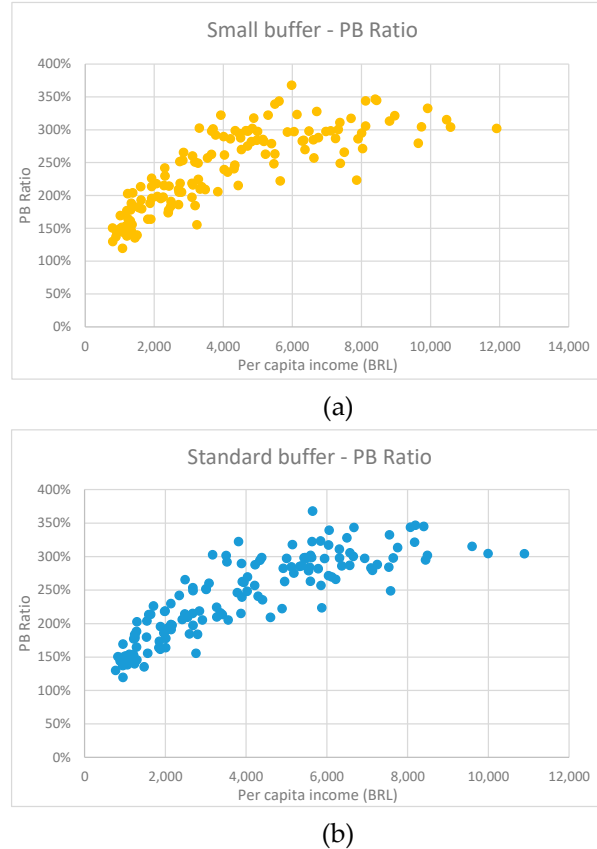 Small buffer - PB Ratio
400%
350%
300%
250%
200%
150%
100%
50%
0%
PB Ratio
0 2,000 4,000 6,000 8,000 10,000 12,000 14,000
Per capita income (BRL)
(a)
Standard buffer - PB Ratio
400%
350%
300%
250%
200%
150%
100%
50%
0%
PB Ratio
0 2,000 4,000 6,000 8,000 10,000 12,000
Per capita income (BRL)
(b)